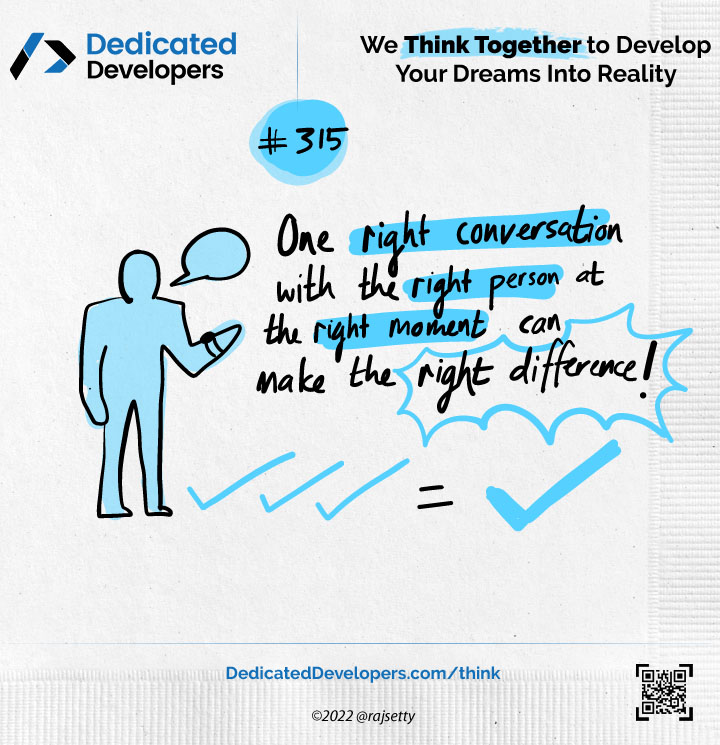 Dedicated
Developers
We Think Together to Develop
Your Dreams Into Reality
# 315
One right conversation
with the right person at
the right moment can
make the right difference!
=
DedicatedDevelopers.com/think
©2022 @rajsetty